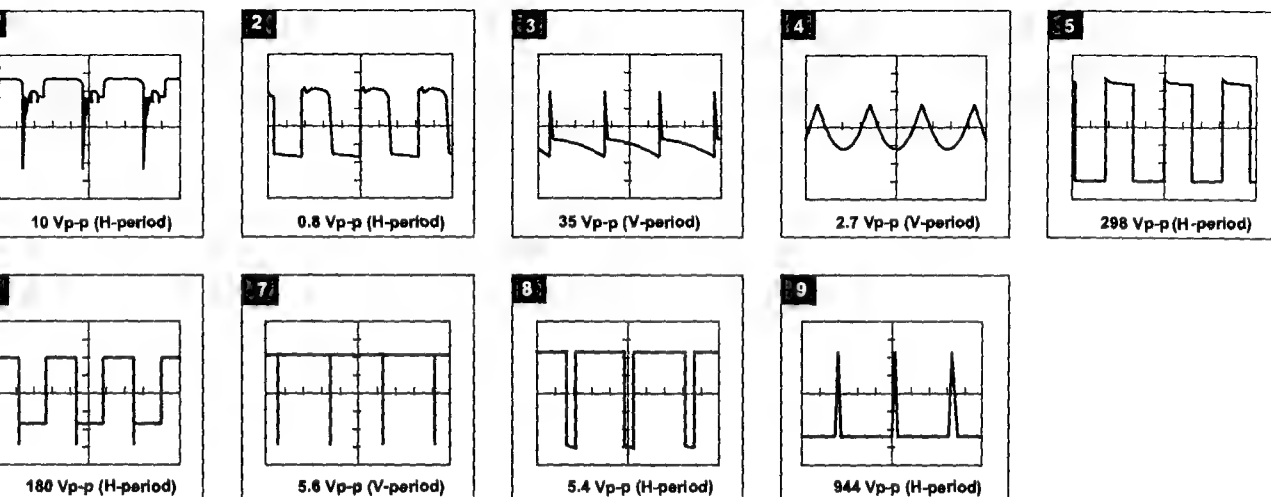 2
3
4
5
10 Vp-p (H-period)
0.8 Vp-p (H-period)
35 Vp-p (V-period)
2.7 Vp-p (V-period)
298 Vp-p (H-period)
7
8
9
180 Vp-p (H-period)
5.6 Vp-p (V-period)
5.4 Vp-p (H-period)
944 Vp-p (H-period)